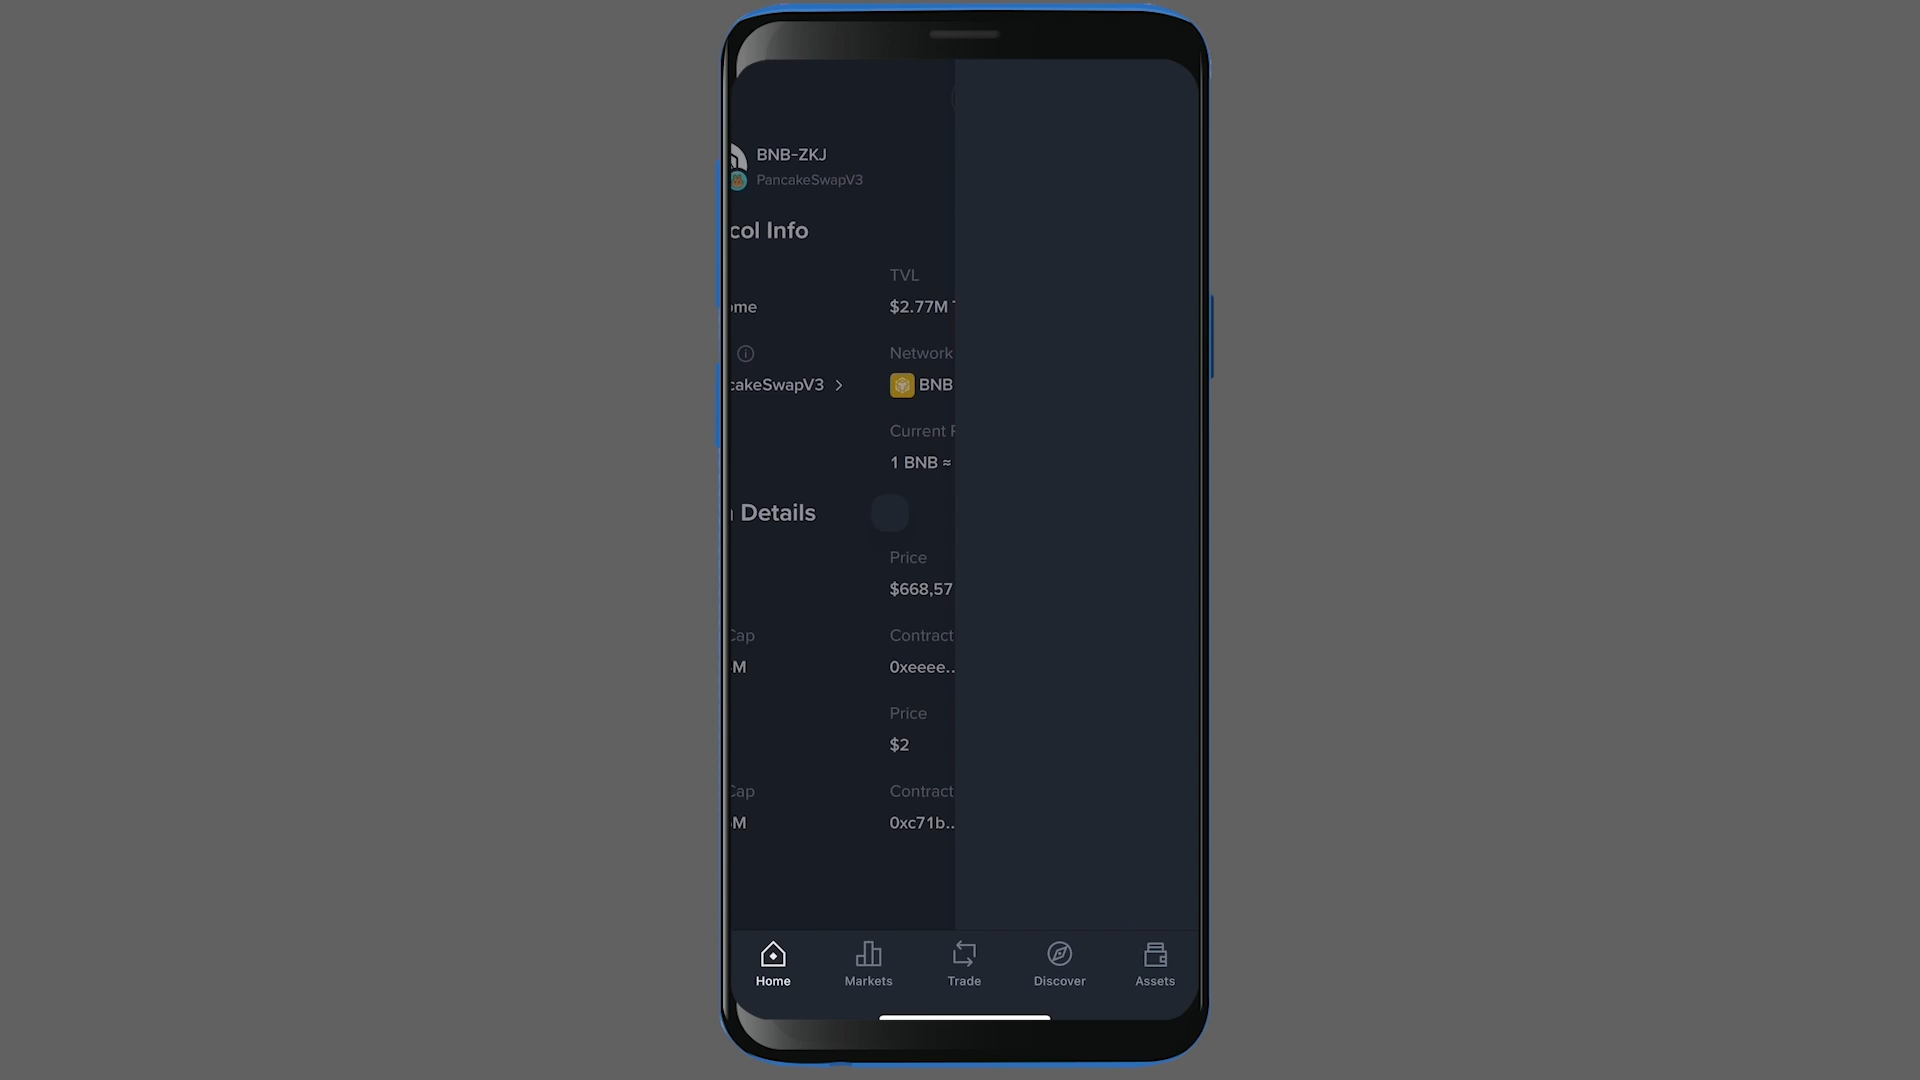 BNB-ZKJ
PancakeSwapV3
col Info
TVL
ome
$2.77M
Network
cakeSwapV3
BNB
Current
1 BNB ≈
Details
Price
$668,57
Cap
Contract
M
0xeeee..
Price
$2
Cap
Contract
M
0xc71b..
Home
Markets
Trade
Discover
Assets